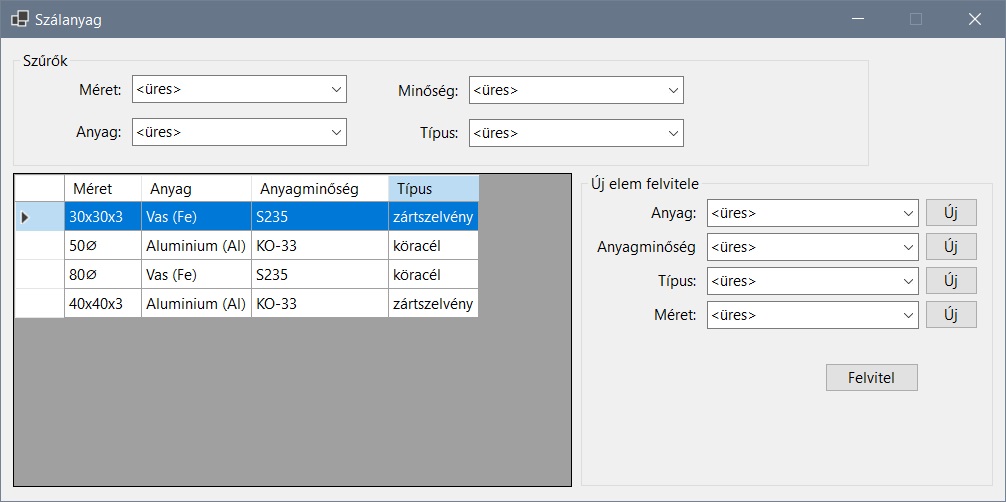 Szálanyag
Szűrők
Méret: <üres> Minőség: <üres>
Anyag: <üres> Típus: <üres>
Méret Anyag Anyagminőség Típus
30x30x3 Vas (Fe) S235 zártszelvény
50∅ Aluminium (Al) KO-33 köracél
80∅ Vas (Fe) S235 köracél
40x40x3 Aluminium (Al) KO-33 zártszelvény
Új elem felvitele
Anyag: <üres> Új
Anyagminőség <üres> Új
Típus: <üres> Új
Méret: <üres> Új
Felvitel